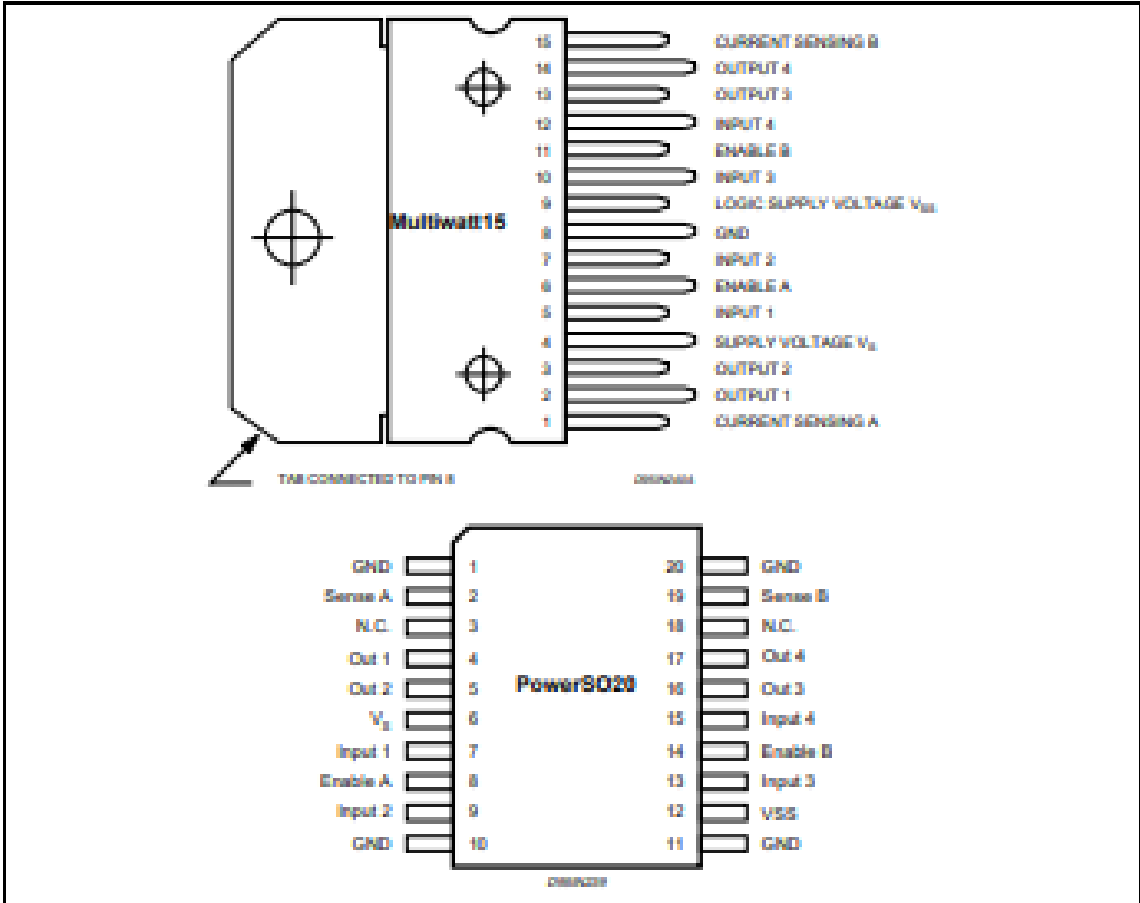 15 CURRENT SENSING B
14 OUTPUT 4
13 OUTPUT 3
12 INPUT 4
11 ENABLE B
10 INPUT 3
9 LOGIC SUPPLY VOLTAGE VSS
Multiwatt15
8 GND
7 INPUT 2
6 ENABLE A
5 INPUT 1
4 SUPPLY VOLTAGE VS
3 OUTPUT 2
2 OUTPUT 1
1 CURRENT SENSING A
TAB CONNECTED TO PIN 8
GND 1 20 GND
Sense A 2 19 Sense B
N.C. 3 18 N.C.
Out 1 4 17 Out 4
Out 2 5 PowerSO20 16 Out 3
VS 6 15 Input 4
Input 1 7 14 Enable B
Enable A 8 13 Input 3
Input 2 9 12 VSS
GND 10 11 GND